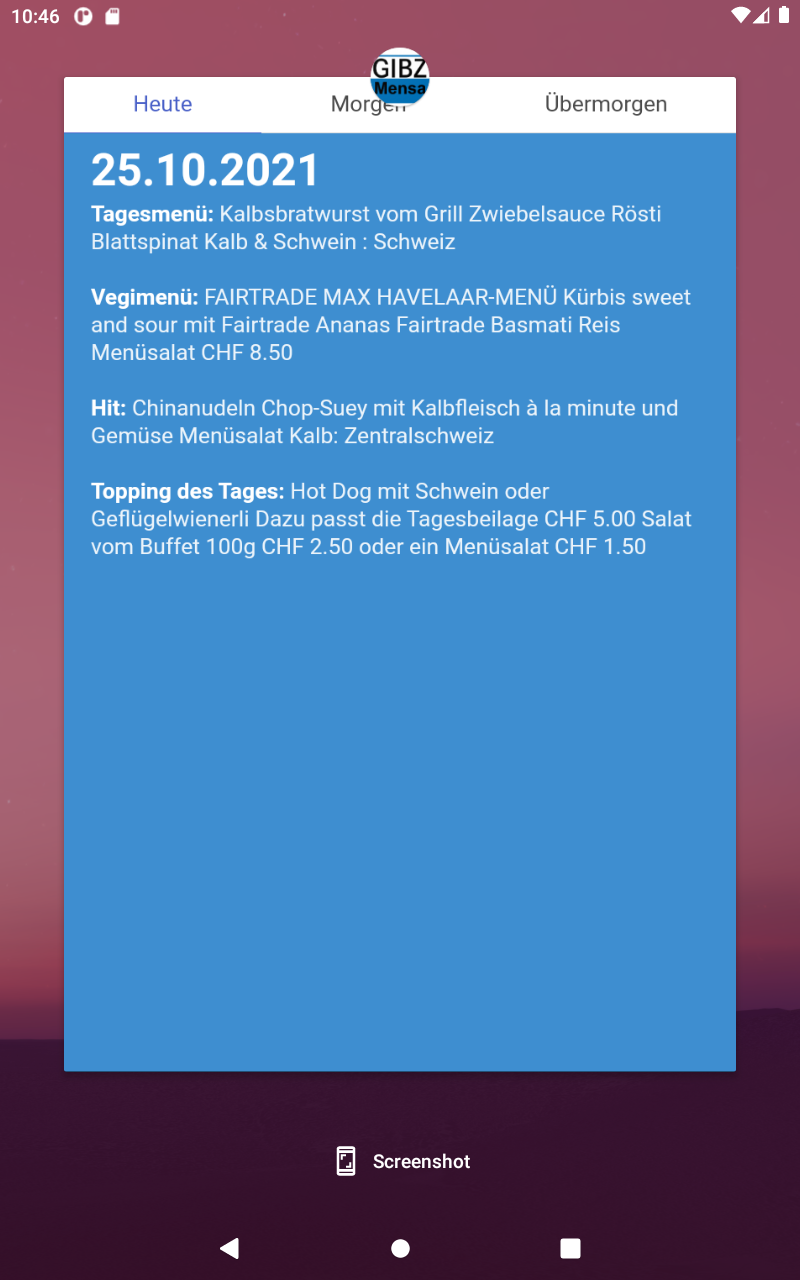 10:46
GIBZ
Mensa
Heute
Morgen
Übermorgen
25.10.2021
Tagesmenü: Kalbsbratwurst vom Grill Zwiebelsauce Rösti
Blattspinat Kalb & Schwein : Schweiz
Vegimenü: FAIRTRADE MAX HAVELAAR-MENÜ Kürbis sweet
and sour mit Fairtrade Ananas Fairtrade Basmati Reis
Menüsalat CHF 8.50
Hit: Chinanudeln Chop-Suey mit Kalbfleisch à la minute und
Gemüse Menüsalat Kalb: Zentralschweiz
Topping des Tages: Hot Dog mit Schwein oder
Geflügelwienerli Dazu passt die Tagesbeilage CHF 5.00 Salat
vom Buffet 100g CHF 2.50 oder ein Menüsalat CHF 1.50
Screenshot